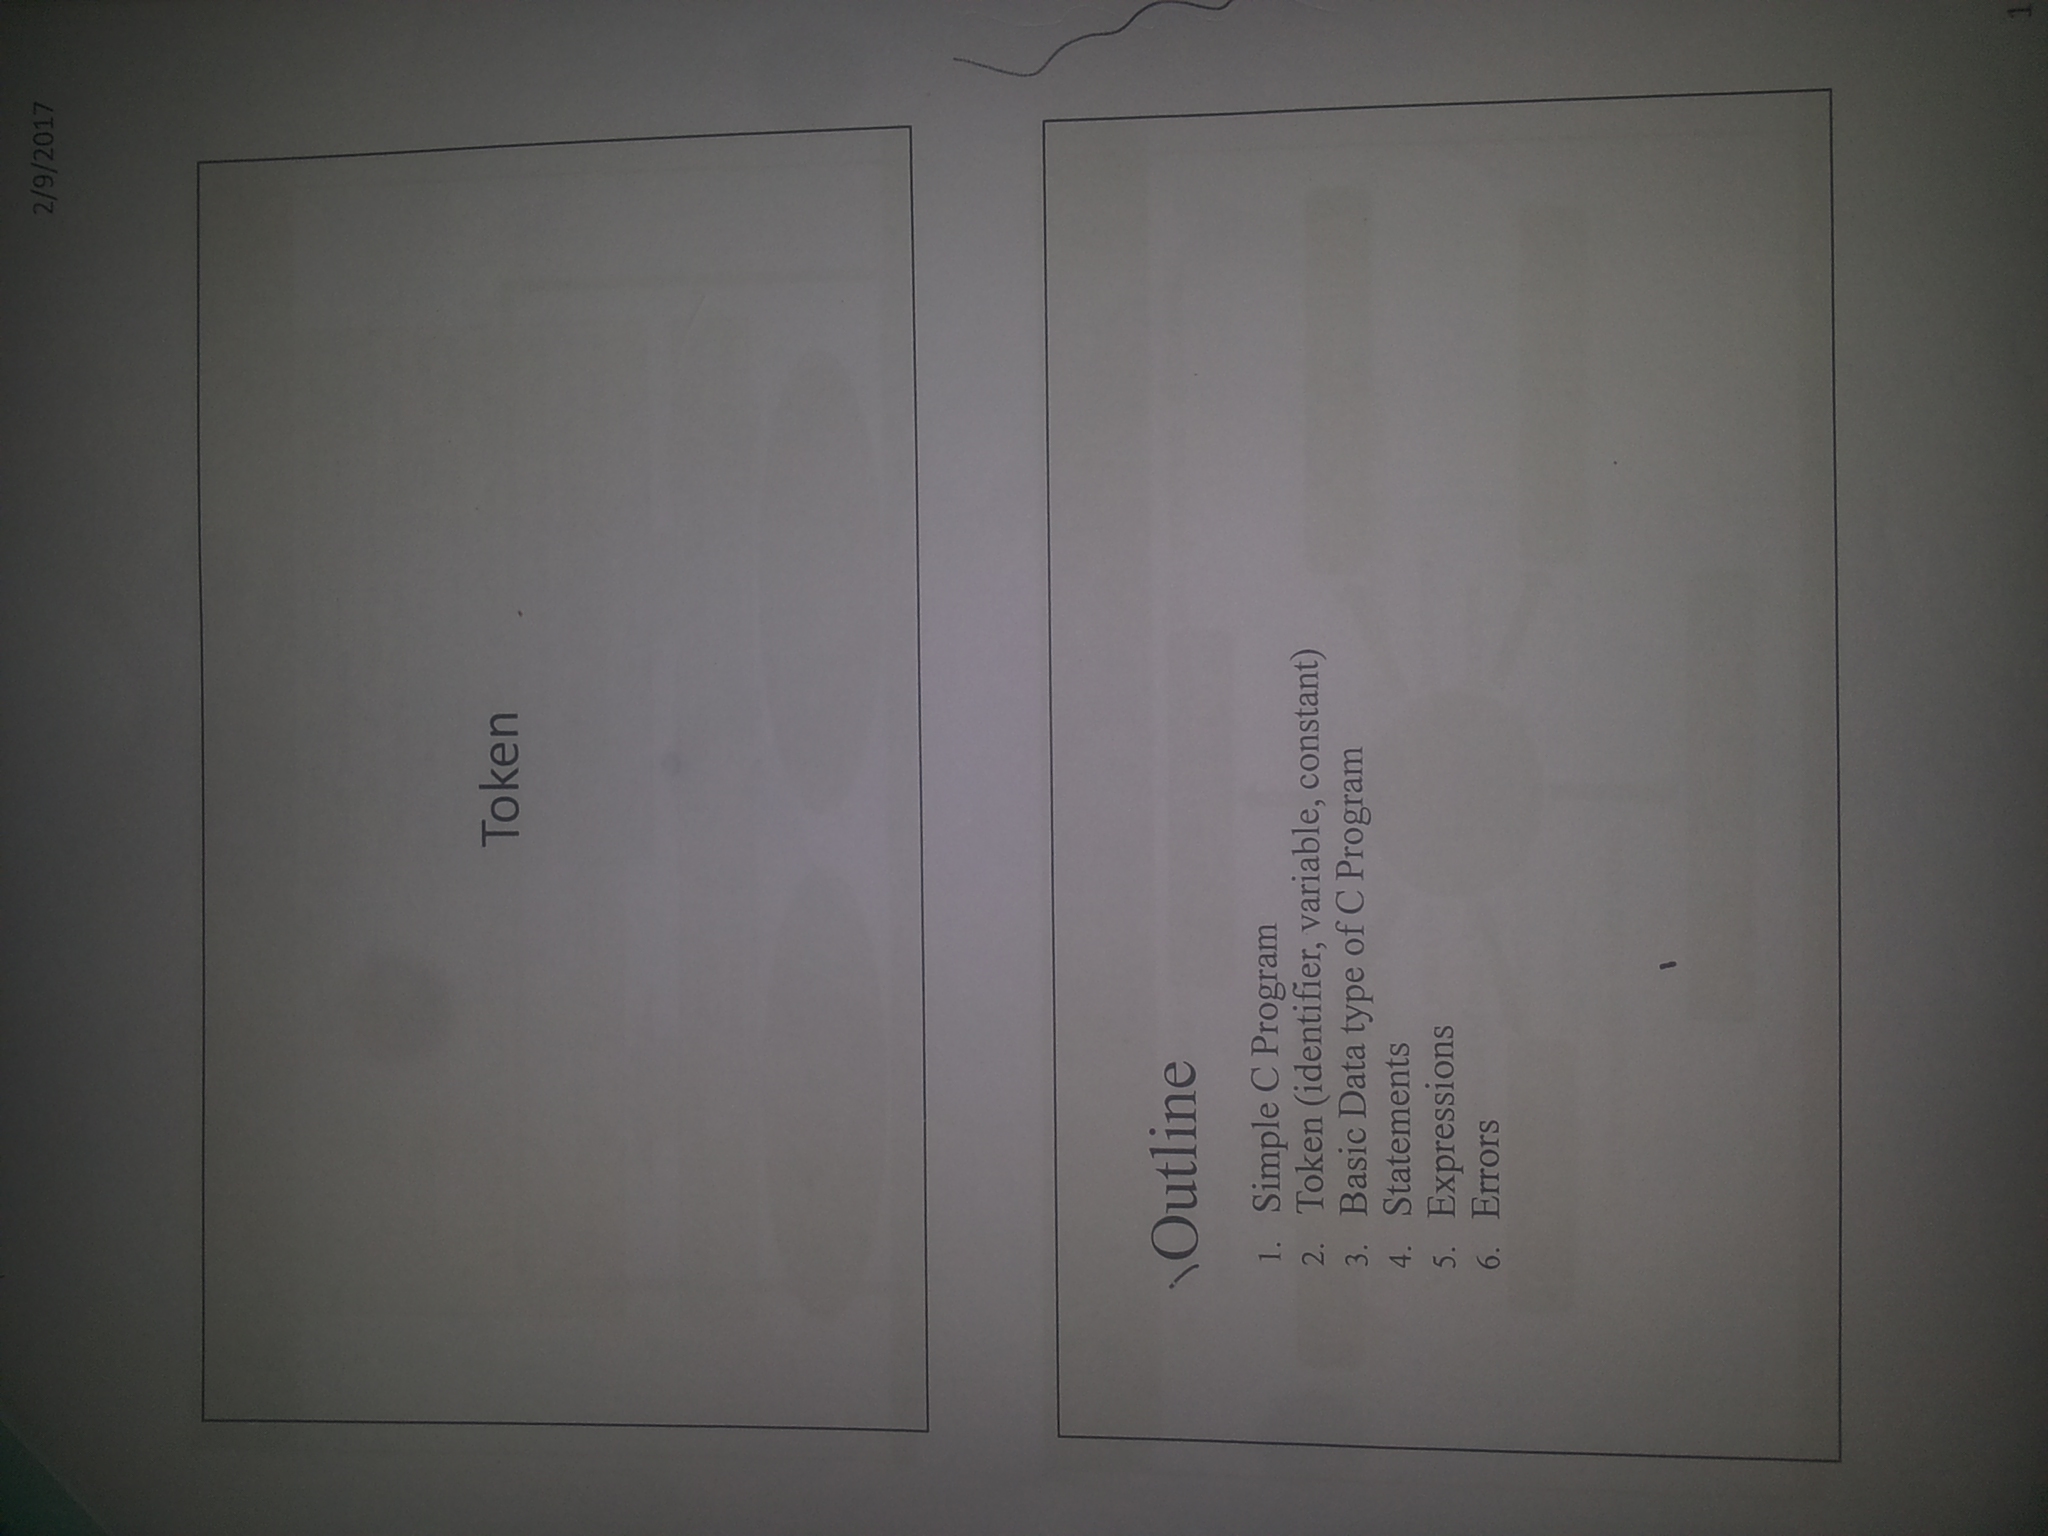 2/9/2017
Token
Outline
1. Simple C Program
2. Token (identifier, variable, constant)
3. Basic Data type of C Program
4. Statements
5. Expressions
6. Errors
1